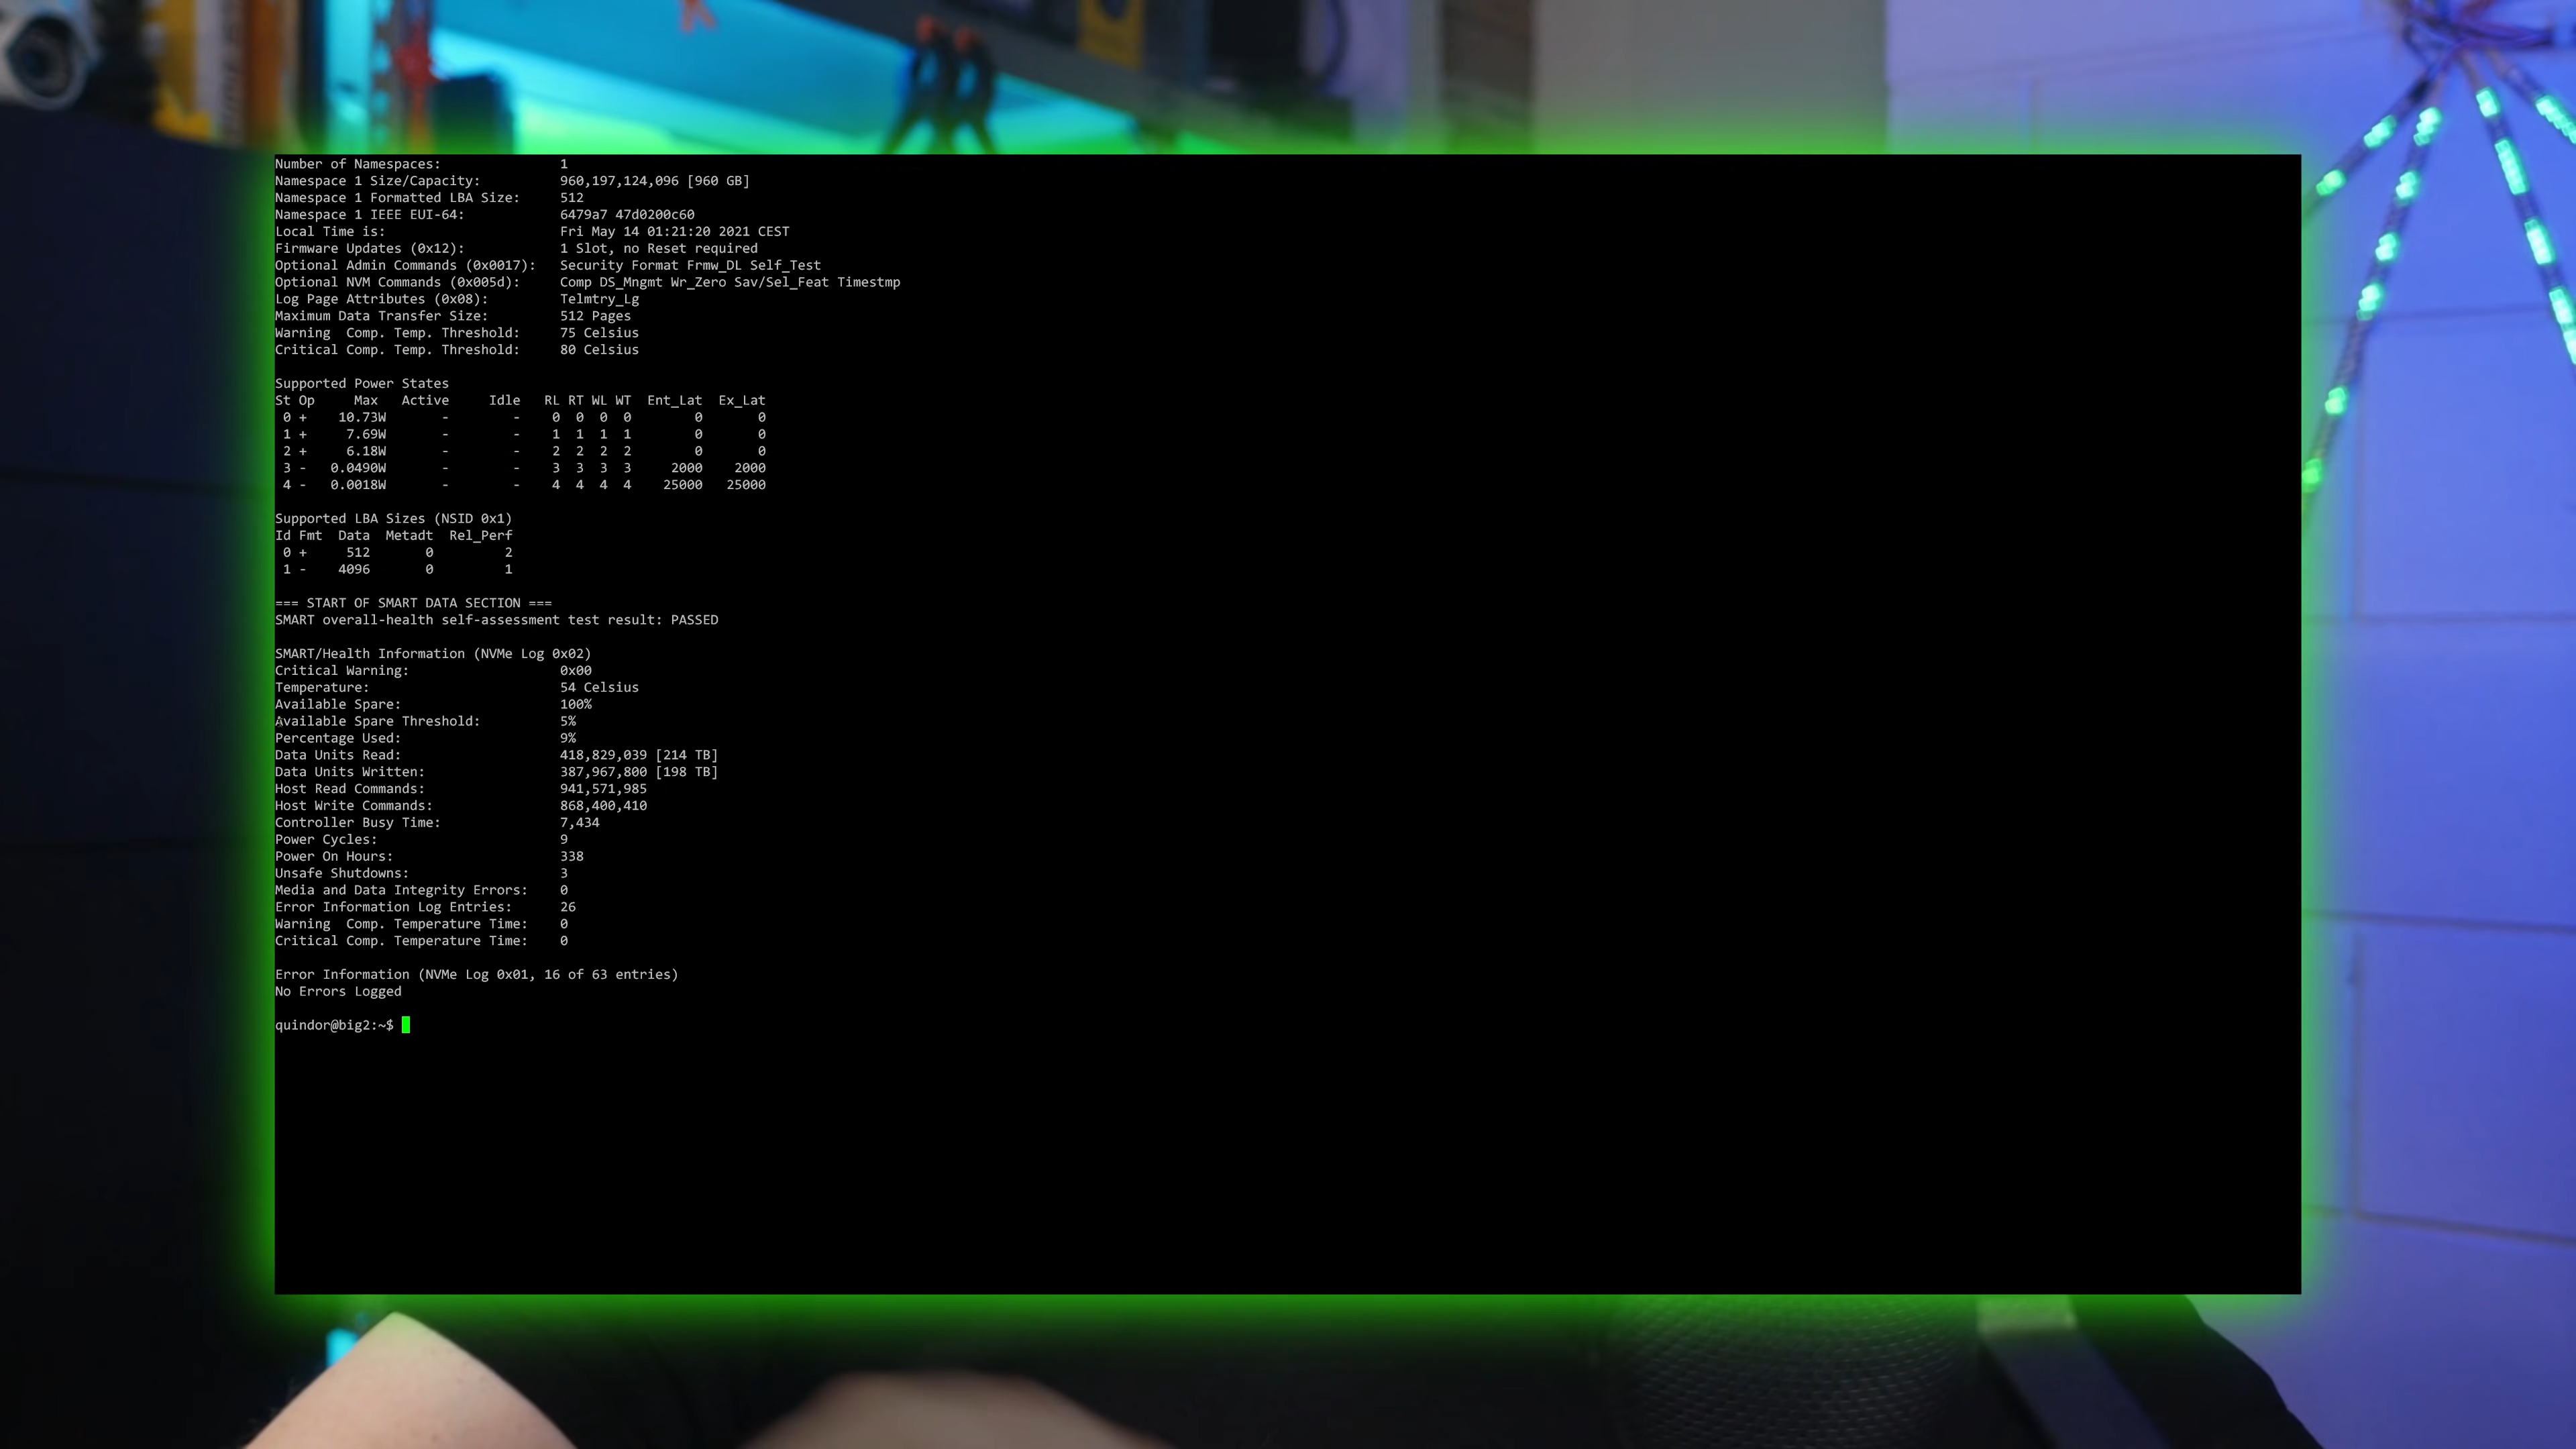 Number of Namespaces: 1
Namespace 1 Size/Capacity: 960,197,124,096 [960 GB]
Namespace 1 Formatted LBA Size: 512
Namespace 1 IEEE EUI-64: 6479a7 47d0200c60
Local Time is: Fri May 14 01:21:20 2021 CEST
Firmware Updates (0x12): 1 Slot, no Reset required
Optional Admin Commands (0x0017): Security Format Frmw_DL Self_Test
Optional NVM Commands (0x005d): Comp DS_Mngmt Wr_Zero Sav/Sel_Feat Timestmp
Log Page Attributes (0x08): Telmtry_Lg
Maximum Data Transfer Size: 512 Pages
Warning  Comp. Temp. Threshold: 75 Celsius
Critical Comp. Temp. Threshold: 80 Celsius
Supported Power States
St Op Max Active Idle RL RT WL WT Ent_Lat Ex_Lat
0 + 10.73W - - 0 0 0 0 0 0
1 + 7.69W - - 1 1 1 1 0 0
2 + 6.18W - - 2 2 2 2 0 0
3 - 0.0490W - - 3 3 3 3 2000 2000
4 - 0.0018W - - 4 4 4 4 25000 25000
Supported LBA Sizes (NSID 0x1)
Id Fmt Data Metadt Rel_Perf
0 + 512 0 2
1 - 4096 0 1
=== START OF SMART DATA SECTION ===
SMART overall-health self-assessment test result: PASSED
SMART/Health Information (NVMe Log 0x02)
Critical Warning: 0x00
Temperature: 54 Celsius
Available Spare: 100%
Available Spare Threshold: 5%
Percentage Used: 9%
Data Units Read: 418,829,039 [214 TB]
Data Units Written: 387,967,800 [198 TB]
Host Read Commands: 941,571,985
Host Write Commands: 868,400,410
Controller Busy Time: 7,434
Power Cycles: 9
Power On Hours: 338
Unsafe Shutdowns: 3
Media and Data Integrity Errors: 0
Error Information Log Entries: 26
Warning  Comp. Temperature Time: 0
Critical Comp. Temperature Time: 0
Error Information (NVMe Log 0x01, 16 of 63 entries)
No Errors Logged
quindor@big2:~$